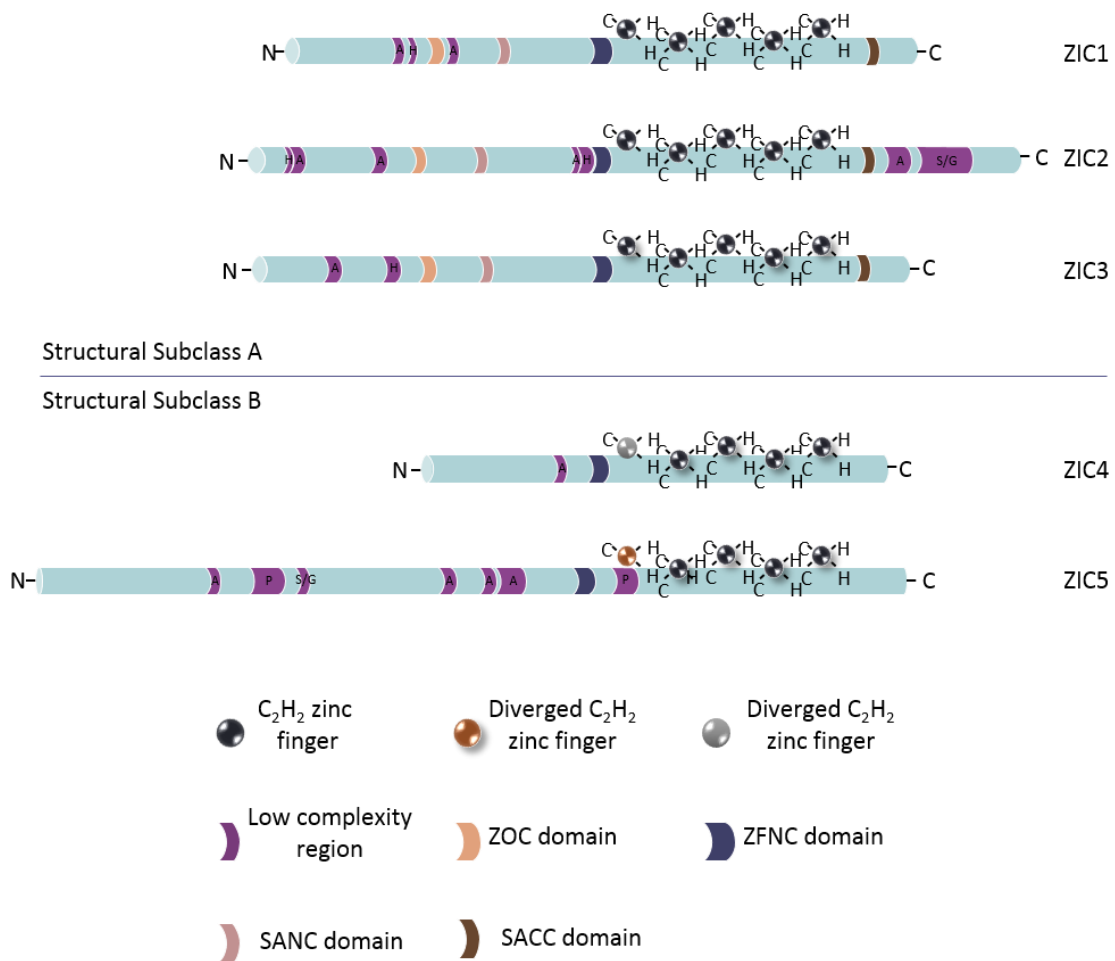 C H C H C H
N A H A H C H C H C H C H C ZIC1
C H C H C H
N H A A A H H C H C H C H A S/G C ZIC2
C H C H C H
N A H H C H C H C H C ZIC3
Structural Subclass A
Structural Subclass B
C H C H C H
N A H C H C H C H C ZIC4
C H C H C H
N A P S/G A A A P H C H C H C H C ZIC5
C2H2 zinc finger
Diverged C2H2 zinc finger
Diverged C2H2 zinc finger
Low complexity region
ZOC domain
ZFNC domain
SANC domain
SACC domain